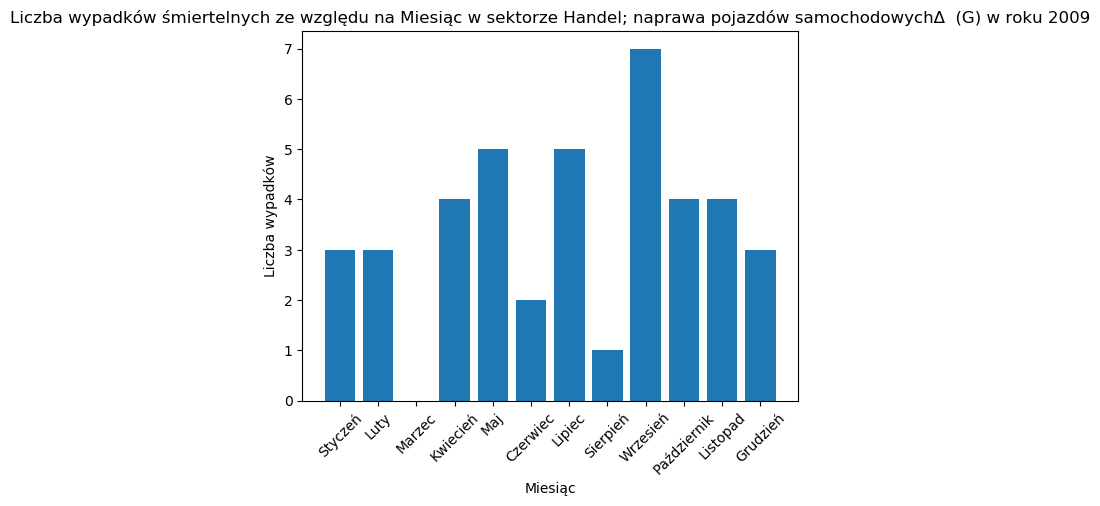 Liczba wypadków śmiertelnych ze względu na Miesiąc w sektorze Handel; naprawa pojazdów samochodowychΔ  (G) w roku 2009
7
6
5
4
3
2
1
0
Liczba wypadków
Styczeń
Luty
Marzec
Kwiecień
Maj
Czerwiec
Lipiec
Sierpień
Wrzesień
Październik
Listopad
Grudzień
Miesiąc